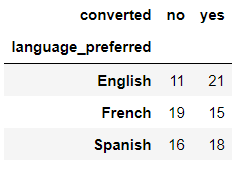 converted no yes
language_preferred
English 11 21
French 19 15
Spanish 16 18